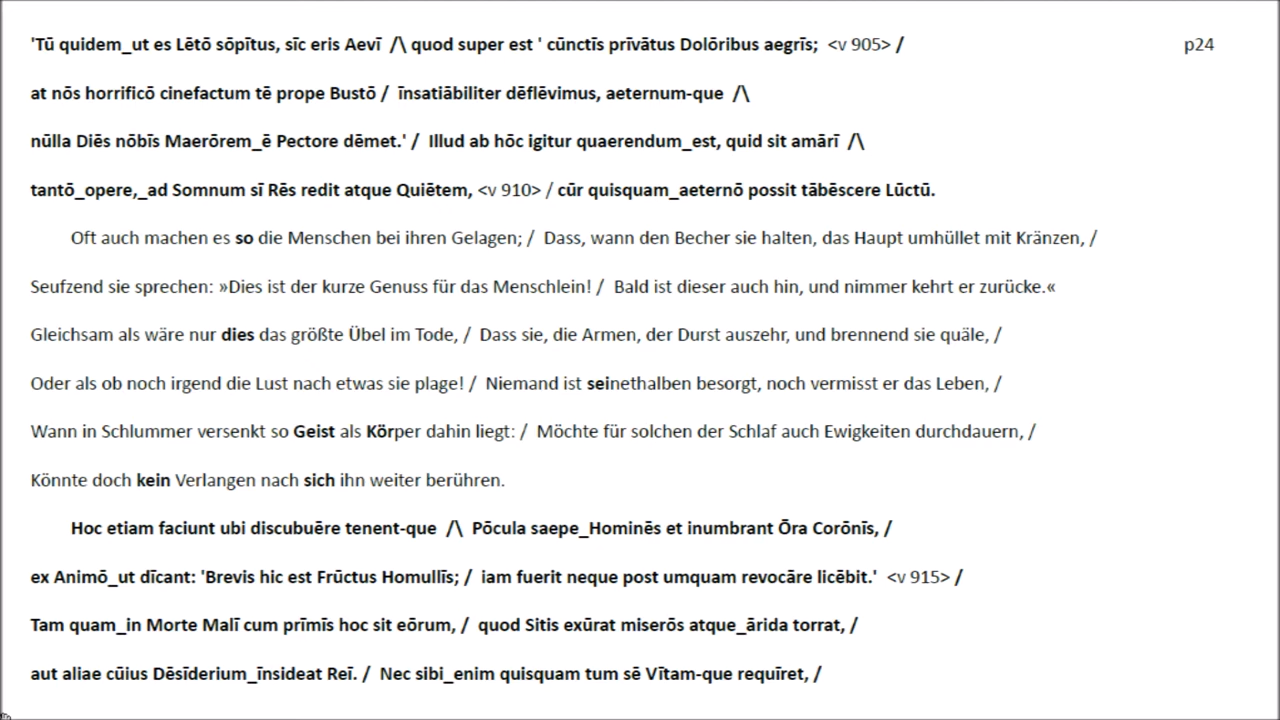 'Tū quidem_ut es Lētō sōpītus, sīc eris Aevī /\ quod super est ' cūnctīs prīvātus Dolōribus aegrīs; <v 905> / p24
at nōs horrificō cinefactum tē prope Bustō / īnsatiābiliter dēflēvimus, aeternum-que /\
nūlla Diēs nōbīs Maerōrem_ē Pectore dēmet.' / Illud ab hōc igitur quaerendum_est, quid sit amārī /\
tantō_opere,_ad Somnum sī Rēs redit atque Quiētem, <v 910> / cūr quisquam_aeternō possit tābēscere Lūctū.
Oft auch machen es so die Menschen bei ihren Gelagen; / Dass, wann den Becher sie halten, das Haupt umhüllet mit Kränzen, /
Seufzend sie sprechen: »Dies ist der kurze Genuss für das Menschlein! / Bald ist dieser auch hin, und nimmer kehrt er zurücke.«
Gleichsam als wäre nur dies das größte Übel im Tode, / Dass sie, die Armen, der Durst auszehr, und brennend sie quäle, /
Oder als ob noch irgend die Lust nach etwas sie plage! / Niemand ist seinethalben besorgt, noch vermisst er das Leben, /
Wann in Schlummer versenkt so Geist als Körper dahin liegt: / Möchte für solchen der Schlaf auch Ewigkeiten durchdauern, /
Könnte doch kein Verlangen nach sich ihn weiter berühren.
Hoc etiam faciunt ubi discubuēre tenent-que /\ Pōcula saepe_Hominēs et inumbrant Ōra Corōnīs, /
ex Animō_ut dīcant: 'Brevis hic est Frūctus Homullīs; / iam fuerit neque post umquam revocāre licēbit.' <v 915> /
Tam quam_in Morte Malī cum prīmīs hoc sit eōrum, / quod Sitis exūrat miserōs atque_ārida torrat, /
aut aliae cūius Dēsīderium_īnsideat Reī. / Nec sibi_enim quisquam tum sē Vītam-que requīret, /